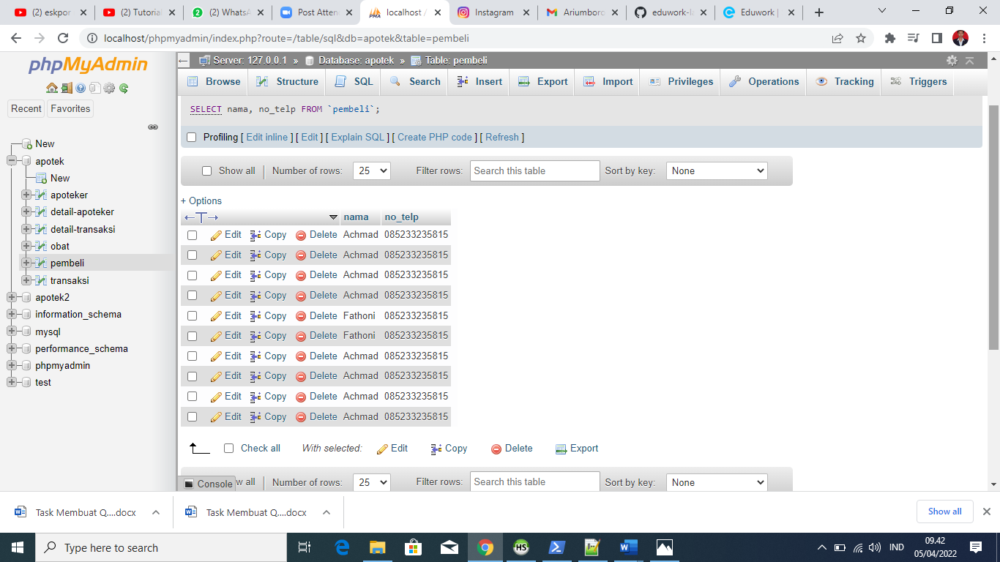 (2) eskpor
(2) Tutorial
(2) WhatsA
Post Atten
localhost /
Instagram
Ariumboro
eduwork-la
Eduwork |
localhost/phpmyadmin/index.php?route=/table/sql&db=apotek&table=pembeli
phpMyAdmin
Recent Favorites
New
apotek
New
apoteker
detail-apoteker
detail-transaksi
obat
pembeli
transaksi
apotek2
information_schema
mysql
performance_schema
phpmyadmin
test
Server: 127.0.0.1 » Database: apotek » Table: pembeli
Browse Structure SQL Search Insert Export Import Privileges Operations Tracking Triggers
SELECT nama, no_telp FROM `pembeli`;
Profiling [ Edit inline ] [ Edit ] [ Explain SQL ] [ Create PHP code ] [ Refresh ]
Show all Number of rows: 25 Filter rows: Search this table Sort by key: None
+ Options
←T→ nama no_telp
Edit Copy Delete Achmad 085233235815
Edit Copy Delete Achmad 085233235815
Edit Copy Delete Achmad 085233235815
Edit Copy Delete Achmad 085233235815
Edit Copy Delete Fathoni 085233235815
Edit Copy Delete Fathoni 085233235815
Edit Copy Delete Achmad 085233235815
Edit Copy Delete Achmad 085233235815
Edit Copy Delete Achmad 085233235815
Edit Copy Delete Achmad 085233235815
Check all With selected: Edit Copy Delete Export
Console
w all Number of rows: 25 Filter rows: Search this table Sort by key: None
Task Membuat Q....docx
Task Membuat Q....docx
Show all
Type here to search
HS
IND
09.42
05/04/2022